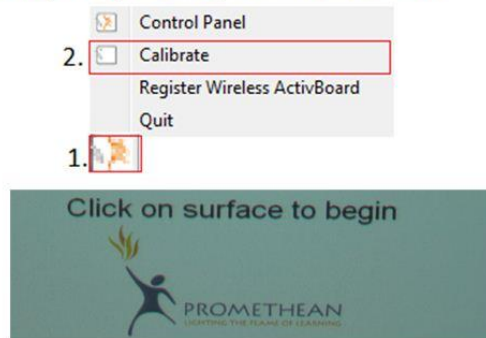 Control Panel
2. Calibrate
Register Wireless ActivBoard
Quit
1.
Click on surface to begin
PROMETHEAN
LIGHTING THE FLAME OF LEARNING